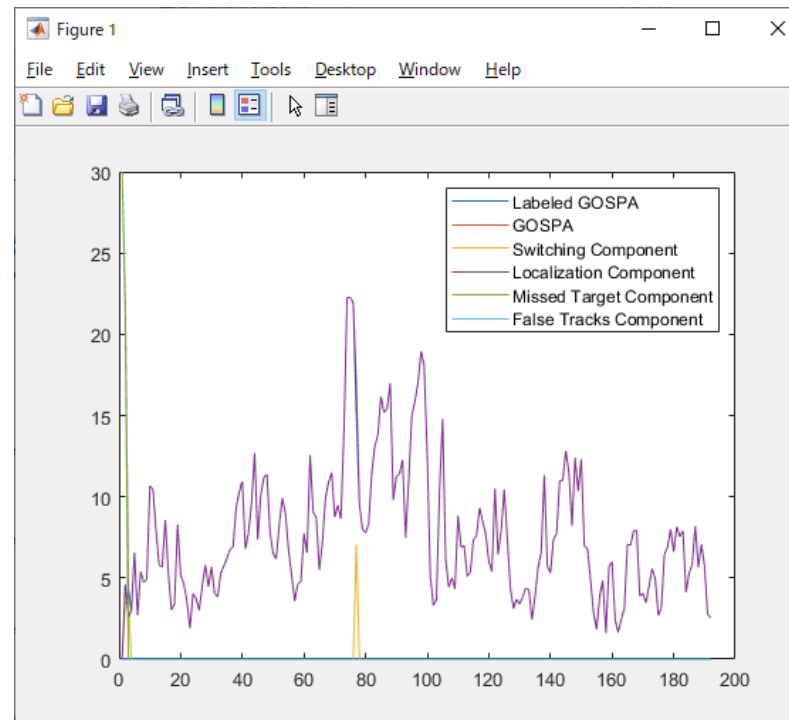 Figure 1
File Edit View Insert Tools Desktop Window Help
30
25
20
15
10
5
0
0 20 40 60 80 100 120 140 160 180 200
Labeled GOSPA
GOSPA
Switching Component
Localization Component
Missed Target Component
False Tracks Component